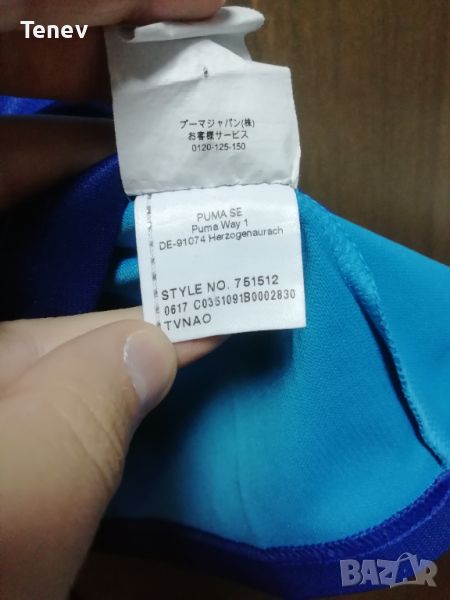 Tenev
プーマジャパン(株)
お客様サービス
0120-125-150
PUMA SE
Puma Way 1
DE-91074 Herzogenaurach
STYLE NO. 751512
0617 C0351091B0002830
TVNAO
BAZAR